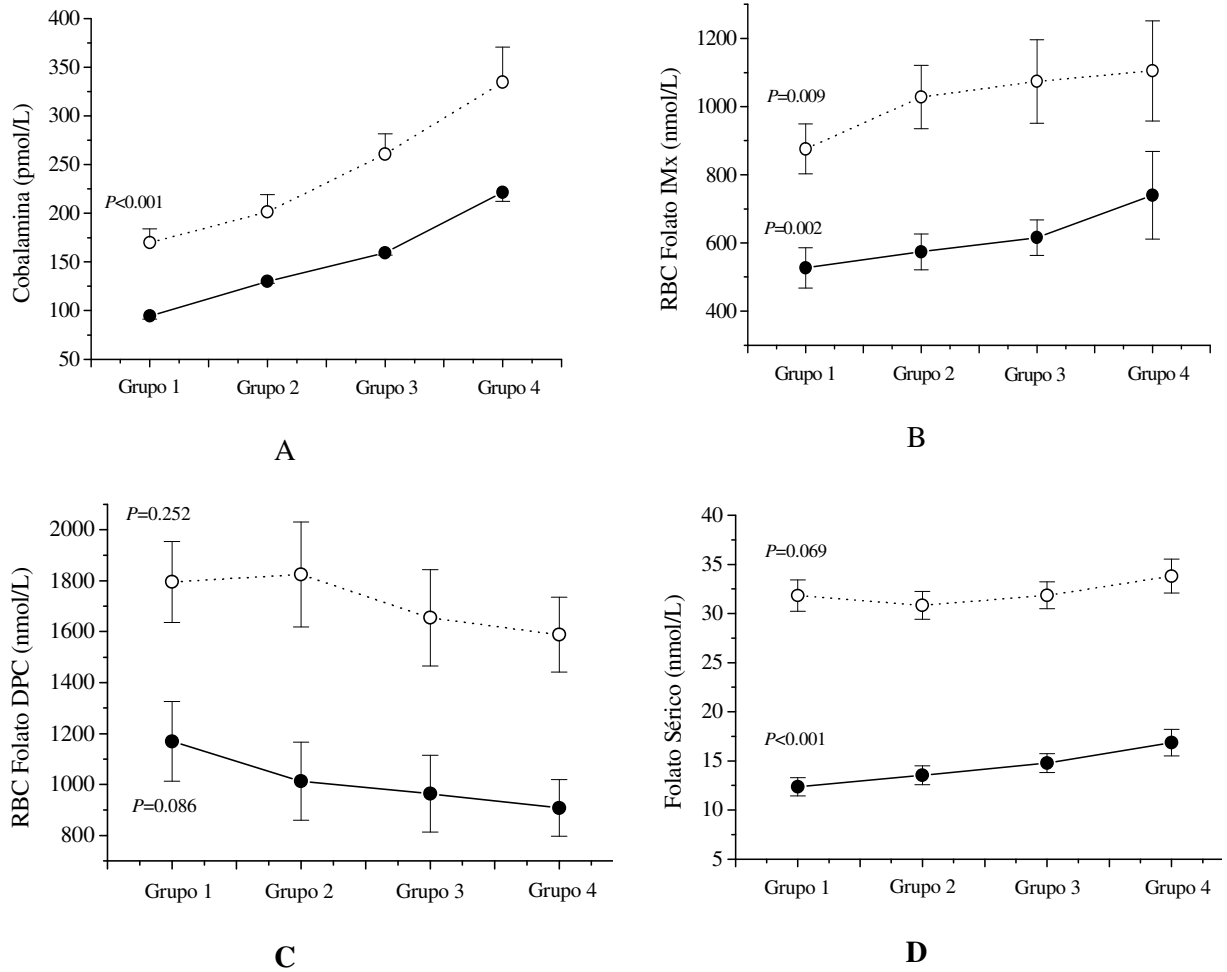 400
350
300
250
200
150
100
50
Cobalamina (pmol/L)
P<0.001
Grupo 1
Grupo 2
Grupo 3
Grupo 4
A
1200
1000
800
600
400
RBC Folato IMx (nmol/L)
P=0.009
P=0.002
Grupo 1
Grupo 2
Grupo 3
Grupo 4
B
2000
1800
1600
1400
1200
1000
800
RBC Folato DPC (nmol/L)
P=0.252
P=0.086
Grupo 1
Grupo 2
Grupo 3
Grupo 4
C
40
35
30
25
20
15
10
5
Folato Sérico (nmol/L)
P=0.069
P<0.001
Grupo 1
Grupo 2
Grupo 3
Grupo 4
D